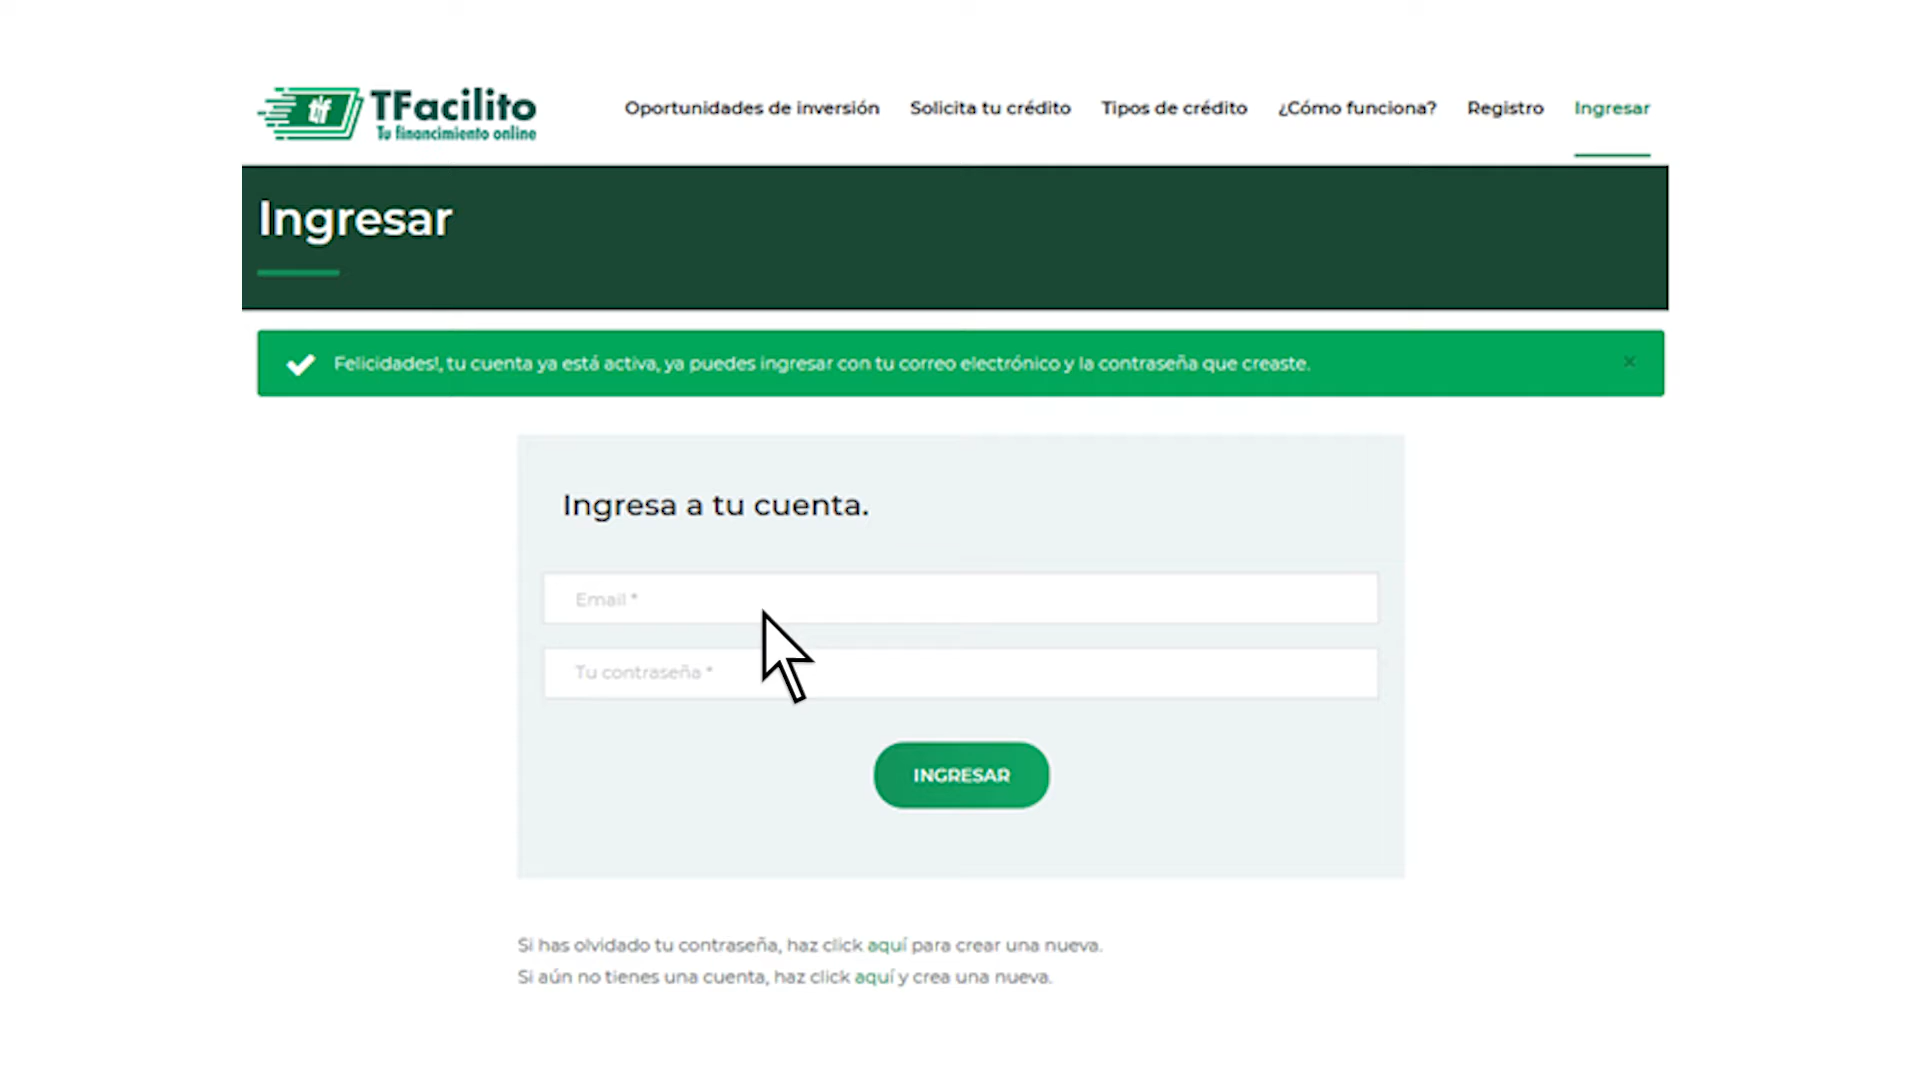 tf TFacilito
Tu financimiento online
Oportunidades de inversión Solicita tu crédito Tipos de crédito ¿Cómo funciona? Registro Ingresar
Ingresar
Felicidades!, tu cuenta ya está activa, ya puedes ingresar con tu correo electrónico y la contraseña que creaste. ×
Ingresa a tu cuenta.
Email *
Tu contraseña *
INGRESAR
Si has olvidado tu contraseña, haz click aquí para crear una nueva.
Si aún no tienes una cuenta, haz click aquí y crea una nueva.